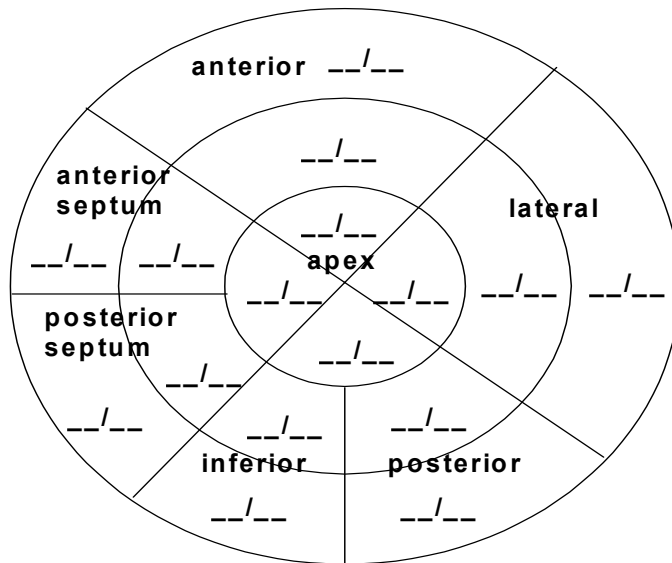 anterior __/__
__/__
anterior
septum
lateral
__/__
apex
__/__ __/__
__/__ __/__
__/__ __/__
posterior
septum
__/__
__/__
__/__
__/__
__/__
inferior
posterior
__/__
__/__